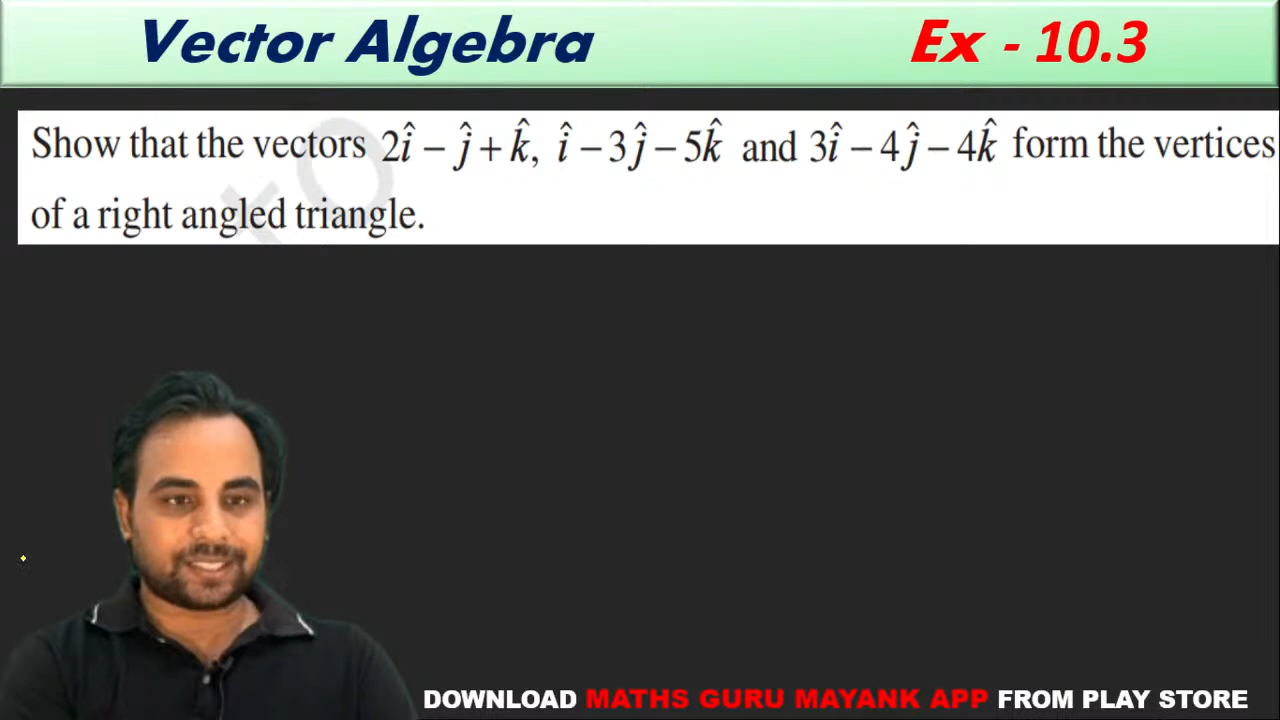 Vector Algebra
Ex - 10.3
Show that the vectors 2î − ĵ + k̂, î − 3ĵ − 5k̂ and 3î − 4ĵ − 4k̂ form the vertices
of a right angled triangle.
to
DOWNLOAD MATHS GURU MAYANK APP FROM PLAY STORE